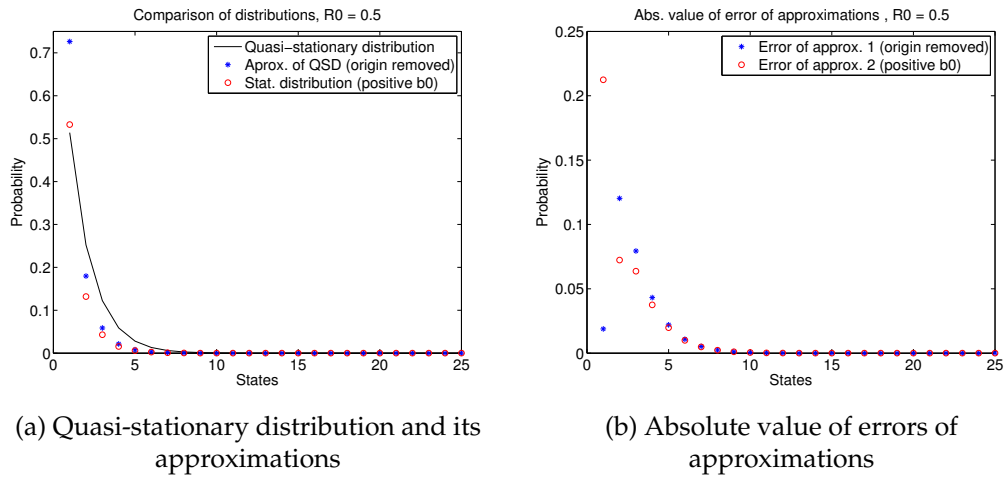 Comparison of distributions, R0 = 0.5
Quasi−stationary distribution
Aprox. of QSD (origin removed)
Stat. distribution (positive b0)
0.7
0.6
0.5
0.4
0.3
0.2
0.1
0
Probability
0 5 10 15 20 25
States
(a) Quasi-stationary distribution and its
approximations
Abs. value of error of approximations , R0 = 0.5
Error of approx. 1 (origin removed)
Error of approx. 2 (positive b0)
0.25
0.2
0.15
0.1
0.05
0
Probability
0 5 10 15 20 25
States
(b) Absolute value of errors of
approximations